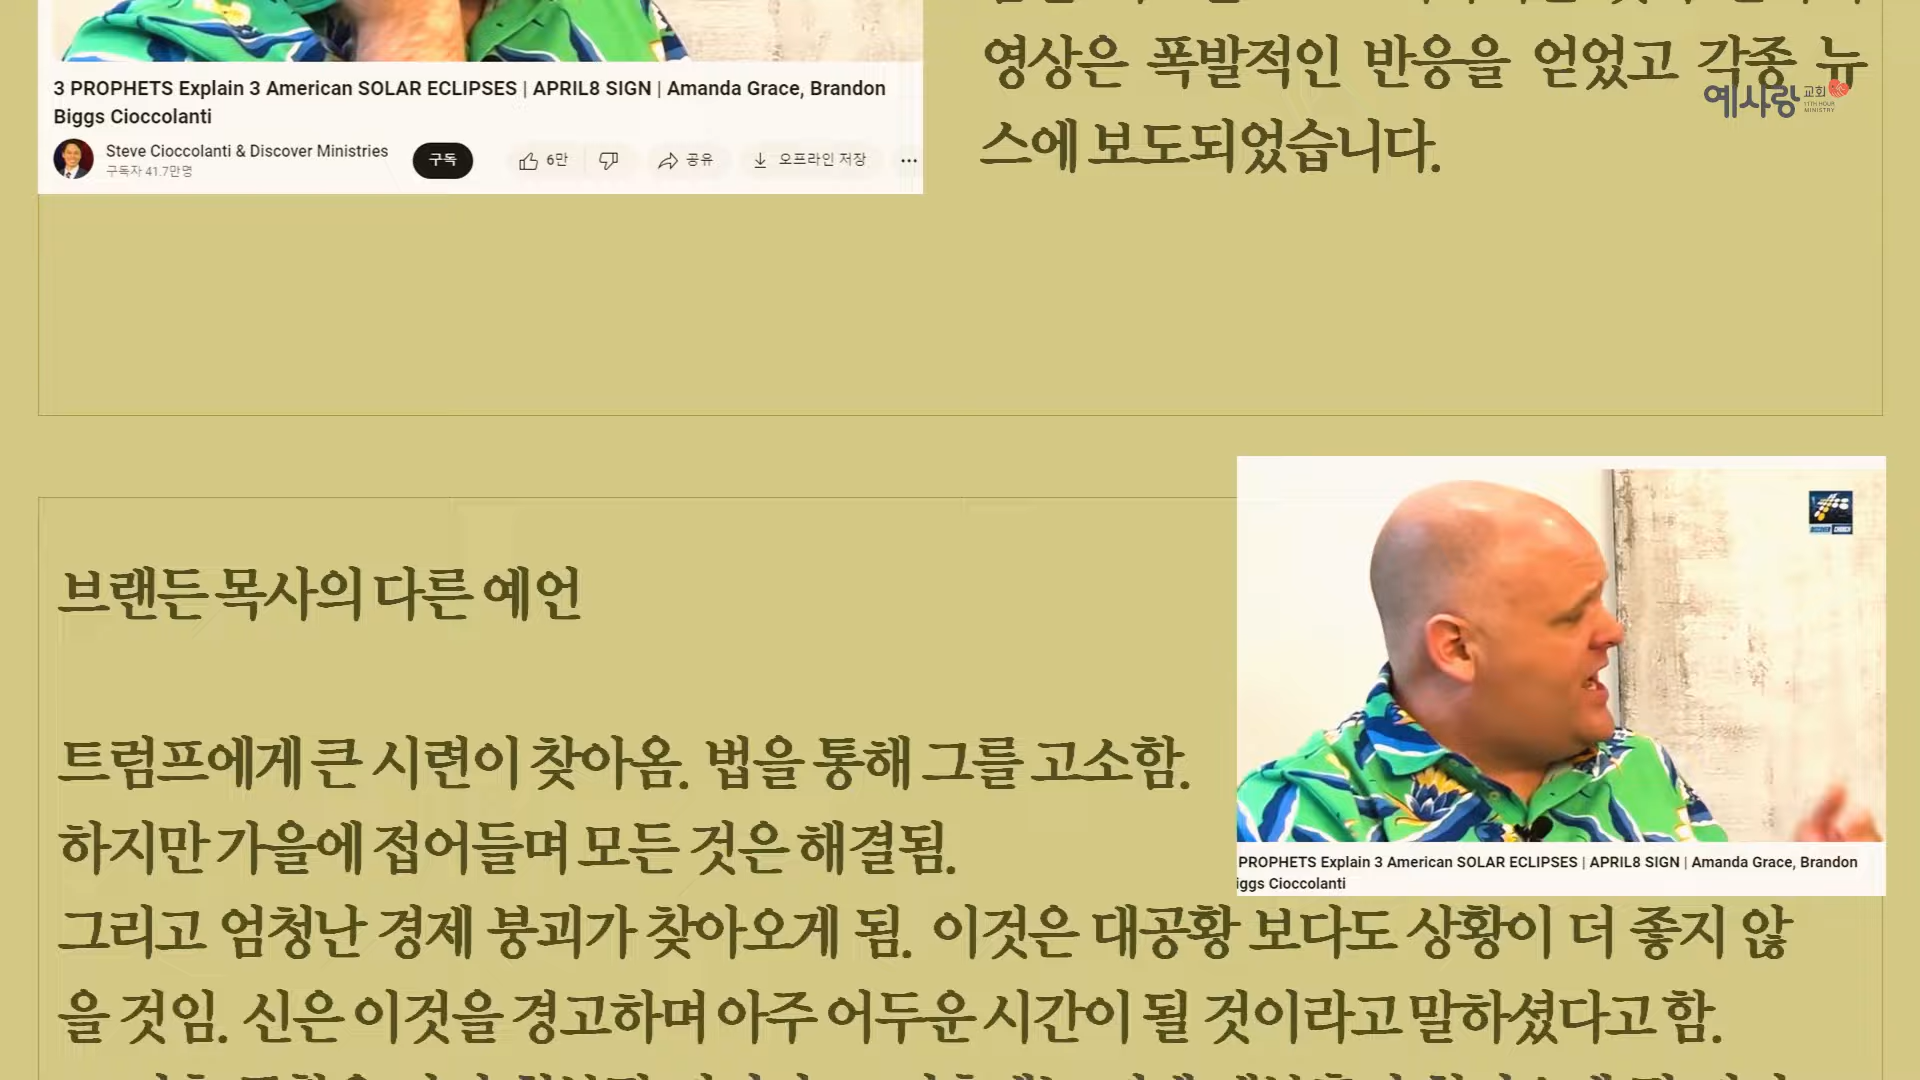 3 PROPHETS Explain 3 American SOLAR ECLIPSES | APRIL8 SIGN | Amanda Grace, Brandon
Biggs Cioccolanti
Steve Cioccolanti & Discover Ministries
구독자 41.7만명
구독
6만
공유
오프라인 저장
영상은 폭발적인 반응을 얻었고 각종 뉴
스에 보도되었습니다.
예사랑 교회
11TH HOUR
MINISTRY
브랜든 목사의 다른 예언
트럼프에게 큰 시련이 찾아옴. 법을 통해 그를 고소함.
하지만 가을에 접어들며 모든 것은 해결됨.
DISCOVER CHURCH
PROPHETS Explain 3 American SOLAR ECLIPSES | APRIL8 SIGN | Amanda Grace, Brandon
iggs Cioccolanti
그리고 엄청난 경제 붕괴가 찾아오게 됨. 이것은 대공황 보다도 상황이 더 좋지 않
을 것임. 신은 이것을 경고하며 아주 어두운 시간이 될 것이라고 말하셨다고 함.